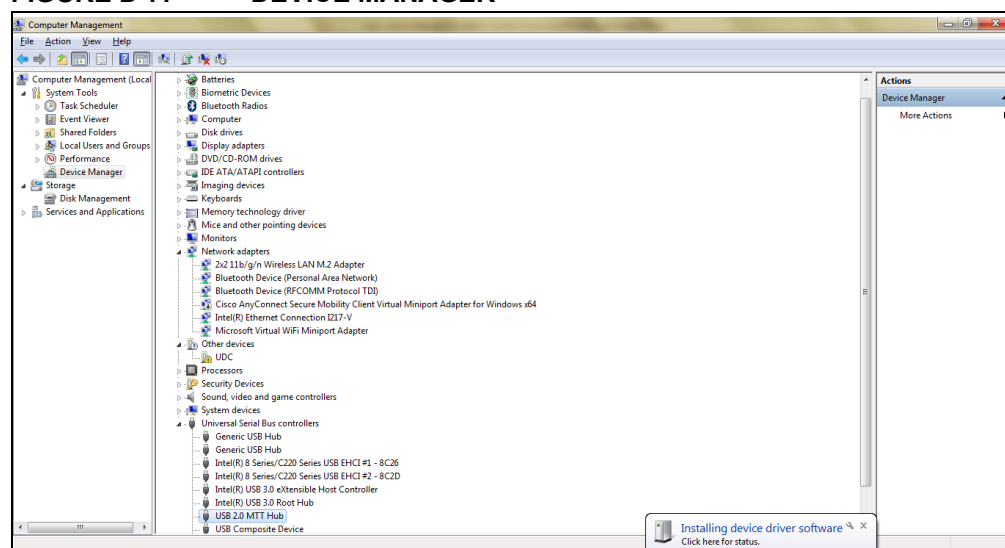 Computer Management
File Action View Help
Computer Management (Local
System Tools
Task Scheduler
Event Viewer
Shared Folders
Local Users and Groups
Performance
Device Manager
Storage
Disk Management
Services and Applications
Batteries
Biometric Devices
Bluetooth Radios
Computer
Disk drives
Display adapters
DVD/CD-ROM drives
IDE ATA/ATAPI controllers
Imaging devices
Keyboards
Memory technology driver
Mice and other pointing devices
Monitors
Network adapters
2x2 11b/g/n Wireless LAN M.2 Adapter
Bluetooth Device (Personal Area Network)
Bluetooth Device (RFCOMM Protocol TDI)
Cisco AnyConnect Secure Mobility Client Virtual Miniport Adapter for Windows x64
Intel(R) Ethernet Connection I217-V
Microsoft Virtual WiFi Miniport Adapter
Other devices
UDC
Processors
Security Devices
Sound, video and game controllers
System devices
Universal Serial Bus controllers
Generic USB Hub
Generic USB Hub
Intel(R) 8 Series/C220 Series USB EHCI #1 - 8C26
Intel(R) 8 Series/C220 Series USB EHCI #2 - 8C2D
Intel(R) USB 3.0 eXtensible Host Controller
Intel(R) USB 3.0 Root Hub
USB 2.0 MTT Hub
USB Composite Device
Actions
Device Manager
More Actions
Installing device driver software
Click here for status.